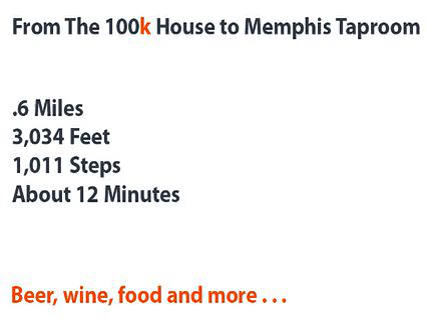 From The 100k House to Memphis Taproom
.6 Miles
3,034 Feet
1,011 Steps
About 12 Minutes
Beer, wine, food and more . . .